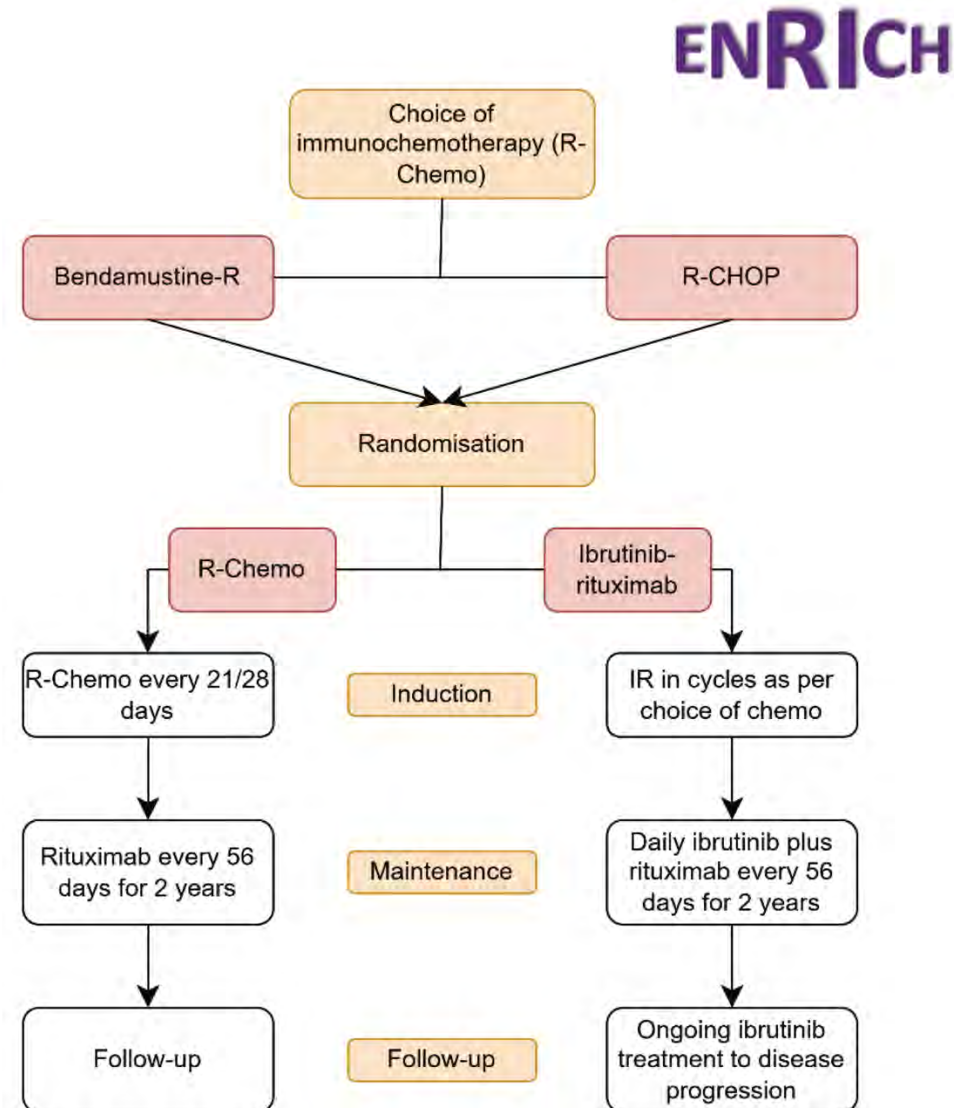 ENRICH
Choice of
immunochemotherapy (R-
Chemo)
Bendamustine-R
R-CHOP
Randomisation
R-Chemo
Ibrutinib-
rituximab
R-Chemo every 21/28
days
Induction
IR in cycles as per
choice of chemo
Rituximab every 56
days for 2 years
Maintenance
Daily ibrutinib plus
rituximab every 56
days for 2 years
Follow-up
Follow-up
Ongoing ibrutinib
treatment to disease
progression